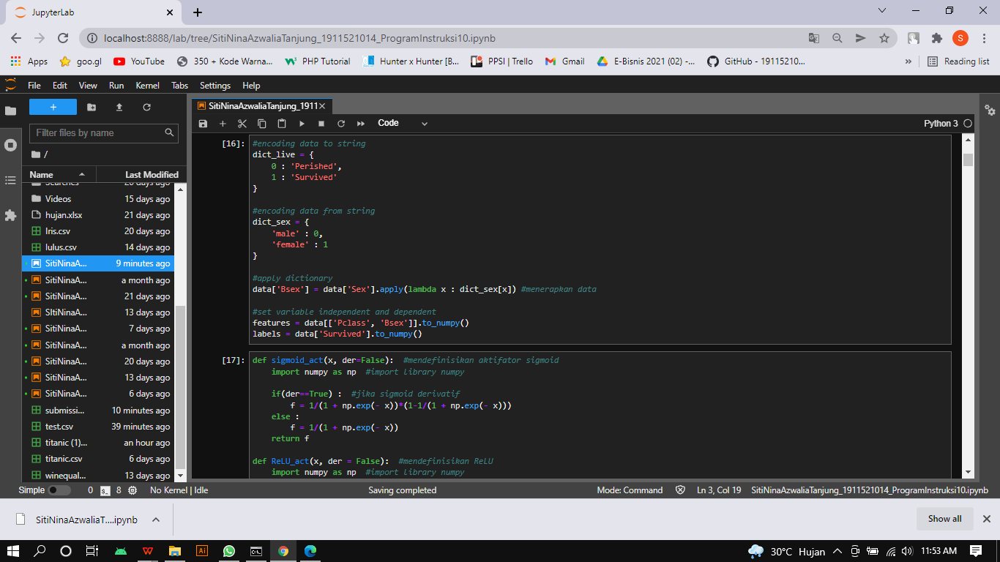 JupyterLab
localhost:8888/lab/tree/SitiNinaAzwaliaTanjung_1911521014_ProgramInstruksi10.ipynb
S
Apps
goo.gl
YouTube
350 + Kode Warna...
PHP Tutorial
Hunter x Hunter [B...
PPSI | Trello
Gmail
E-Bisnis 2021 (02) -...
GitHub - 19115210...
»
Reading list
File Edit View Run Kernel Tabs Settings Help
SitiNinaAzwaliaTanjung_1911
Filter files by name
/
Name
Last Modified
Searches 20 days ago
Videos 15 days ago
hujan.xlsx 21 days ago
Iris.csv 20 days ago
lulus.csv 14 days ago
SitiNinaA... 9 minutes ago
SitiNinaA... a month ago
SitiNinaA... 21 days ago
SitiNinaA... 13 days ago
SitiNinaA... 7 days ago
SitiNinaA... a month ago
SitiNinaA... 20 days ago
SitiNinaA... 13 days ago
SitiNinaA... 6 days ago
submissi... 10 minutes ago
test.csv 39 minutes ago
titanic (1)... an hour ago
titanic.csv 6 days ago
winequal... 13 days ago
Code
Python 3
[16]:
#encoding data to string
dict_live = {
    0 : 'Perished',
    1 : 'Survived'
}
#encoding data from string
dict_sex = {
    'male' : 0,
    'female' : 1
}
#apply dictionary
data['Bsex'] = data['Sex'].apply(lambda x : dict_sex[x]) #menerapkan data
#set variable independent and dependent
features = data[['Pclass', 'Bsex']].to_numpy()
labels = data['Survived'].to_numpy()
[17]:
def sigmoid_act(x, der=False):  #mendefinisikan aktifator sigmoid
    import numpy as np  #import library numpy
    if(der==True) :  #jika sigmoid derivatif
        f = 1/(1 + np.exp(- x))*(1-1/(1 + np.exp(- x)))
    else :
        f = 1/(1 + np.exp(- x))
    return f
def ReLU_act(x, der = False):  #mendefinisikan ReLU
    import numpy as np  #import library numpy
Simple
0
8
No Kernel | Idle
Saving completed
Mode: Command
Ln 3, Col 19
SitiNinaAzwaliaTanjung_1911521014_ProgramInstruksi10.ipynb
SitiNinaAzwaliaT....ipynb
Show all
Ai
30°C Hujan
11:53 AM